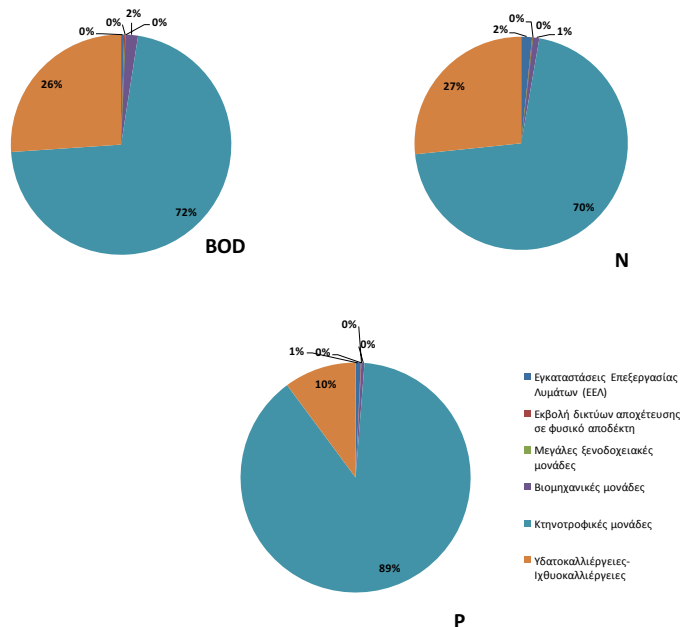 0%
0%
2%
0%
26%
72%
BOD
2%
0%
0%
1%
27%
70%
N
1%
0%
0%
0%
10%
89%
P
Εγκαταστάσεις Επεξεργασίας
Λυμάτων (ΕΕΛ)
Εκβολή δικτύων αποχέτευσης
σε φυσικό αποδέκτη
Μεγάλες ξενοδοχειακές
μονάδες
Βιομηχανικές μονάδες
Κτηνοτροφικές μονάδες
Υδατοκαλλιέργειες-
Ιχθυοκαλλιέργειες